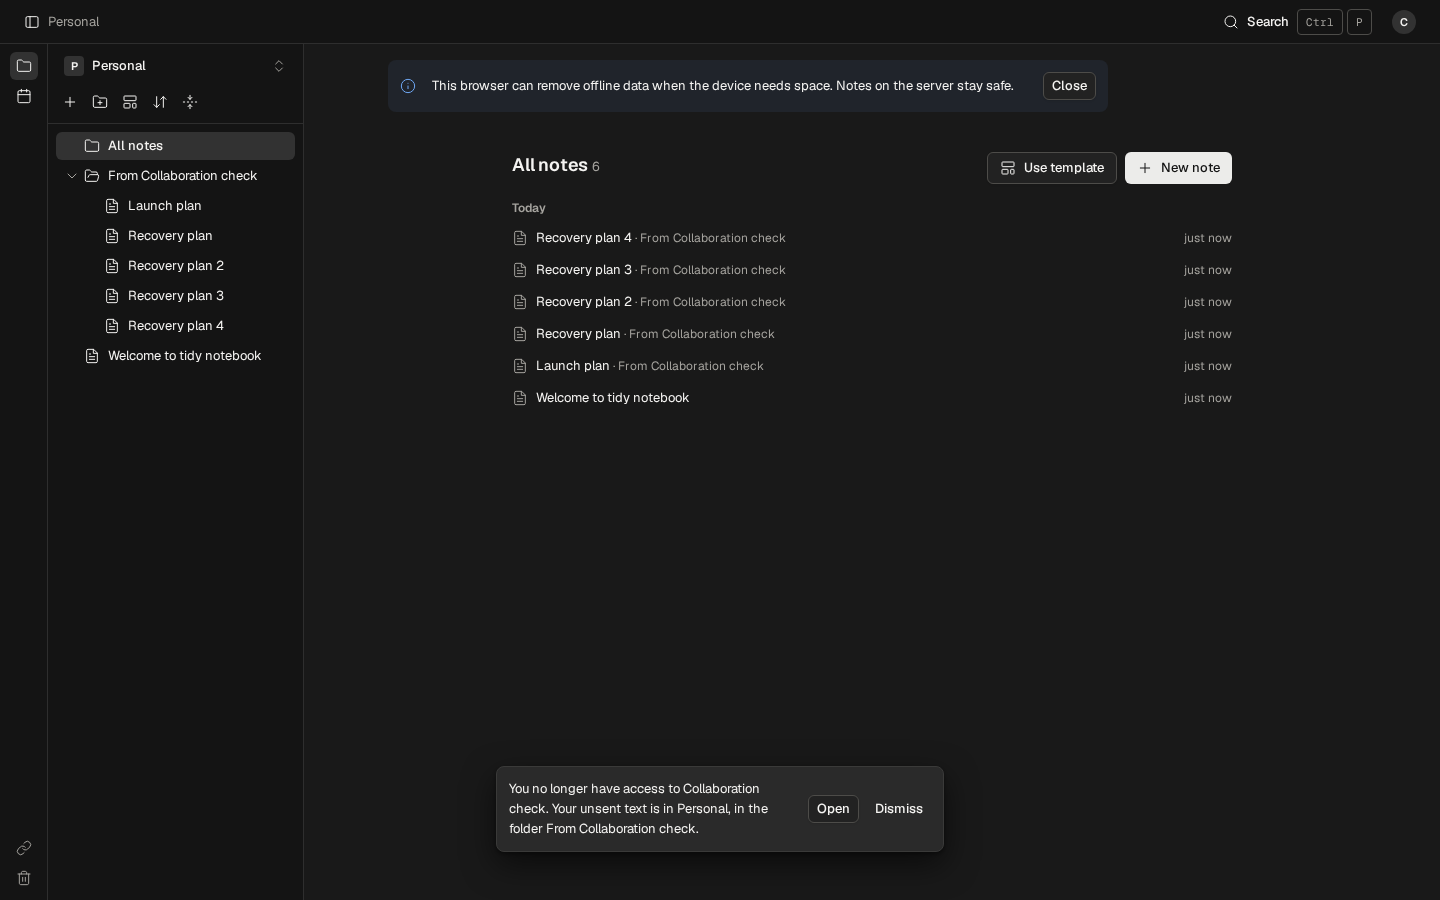 Personal
Search Ctrl P C
P Personal
This browser can remove offline data when the device needs space. Notes on the server stay safe. Close
All notes
From Collaboration check
Launch plan
Recovery plan
Recovery plan 2
Recovery plan 3
Recovery plan 4
Welcome to tidy notebook
All notes 6
Use template
New note
Today
Recovery plan 4 · From Collaboration check just now
Recovery plan 3 · From Collaboration check just now
Recovery plan 2 · From Collaboration check just now
Recovery plan · From Collaboration check just now
Launch plan · From Collaboration check just now
Welcome to tidy notebook just now
You no longer have access to Collaboration
check. Your unsent text is in Personal, in the
folder From Collaboration check.
Open
Dismiss